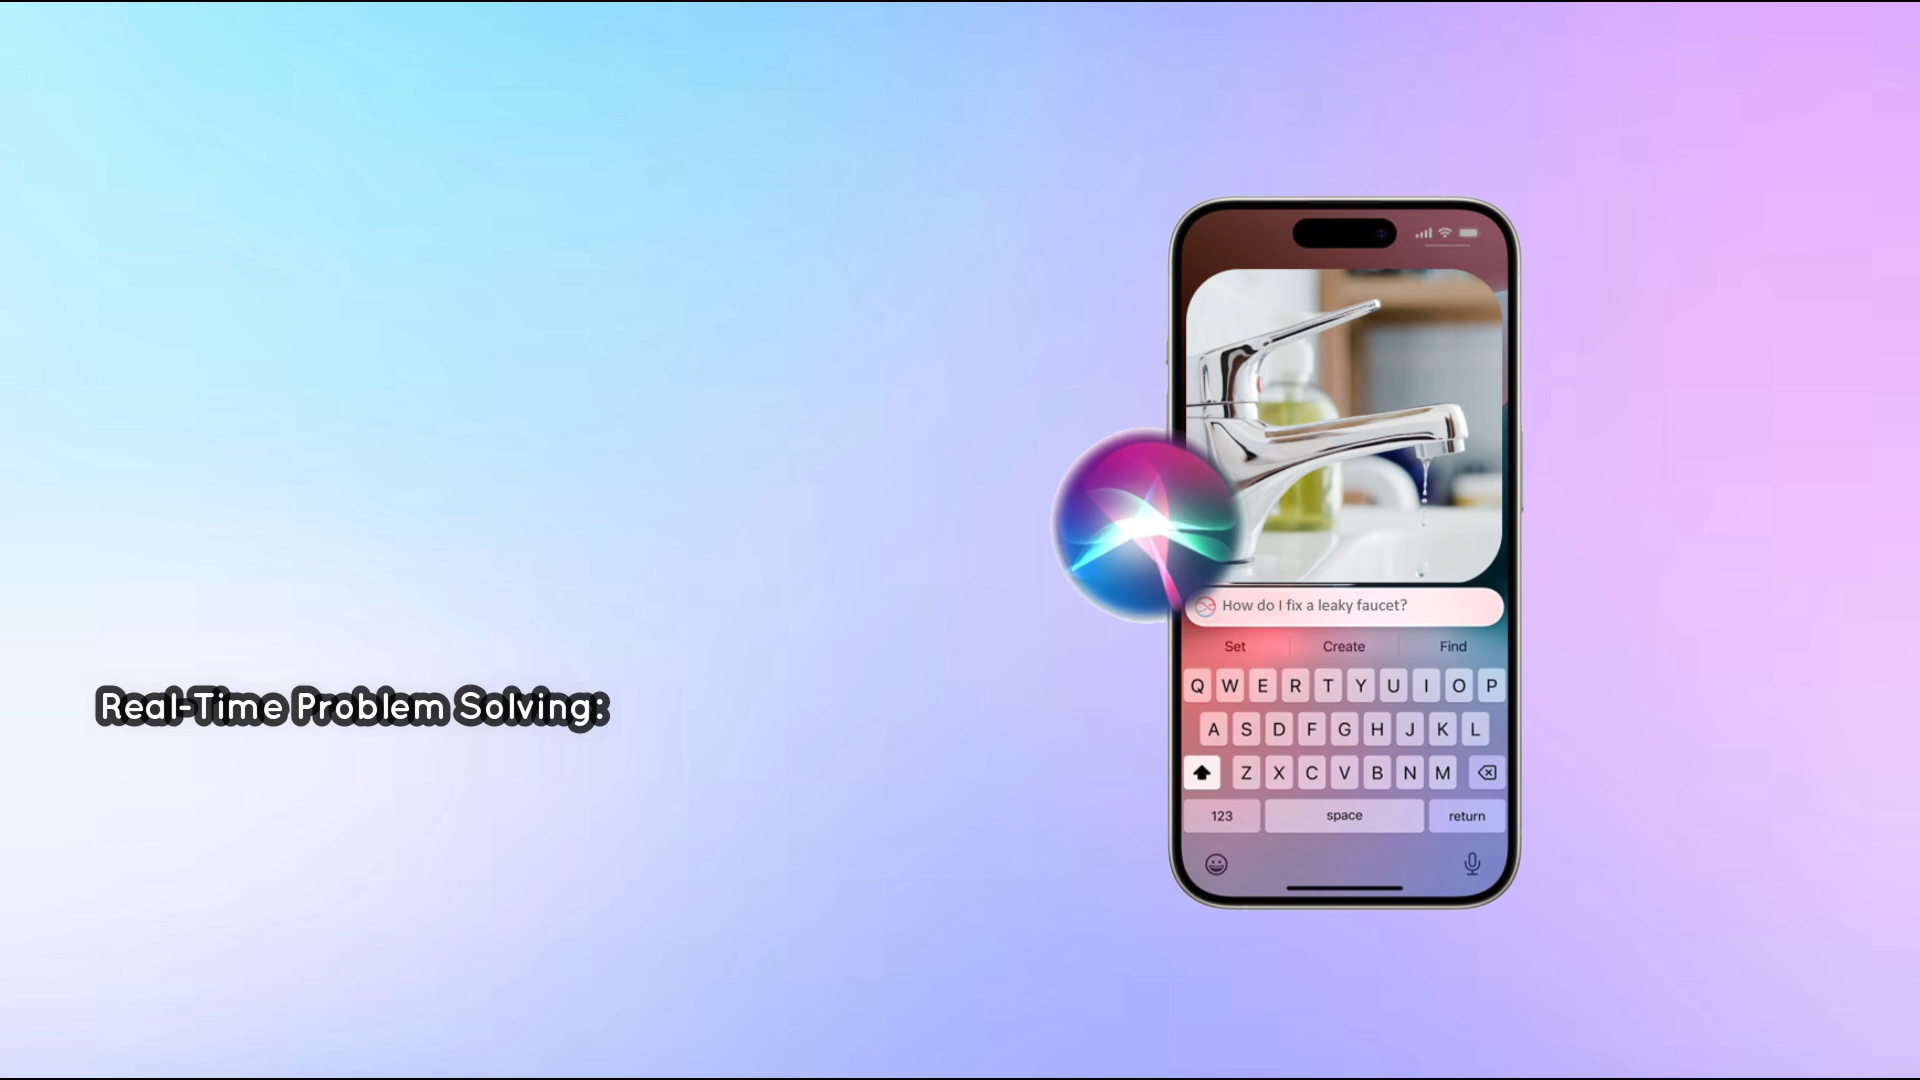 Real-Time Problem Solving:
How do I fix a leaky faucet?
Set Create Find
Q W E R T Y U I O P
A S D F G H J K L
Z X C V B N M
123 space return